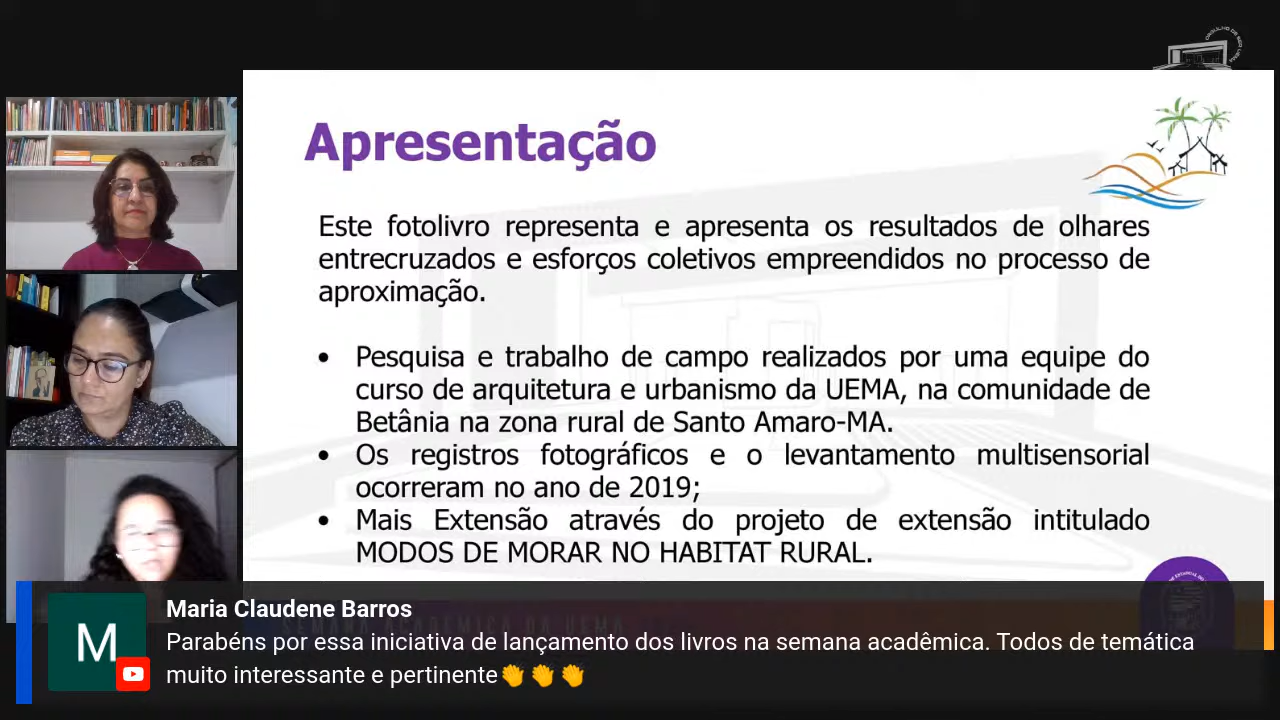 Apresentação
Este fotolivro representa e apresenta os resultados de olhares
entrecruzados e esforços coletivos empreendidos no processo de
aproximação.
• Pesquisa e trabalho de campo realizados por uma equipe do
curso de arquitetura e urbanismo da UEMA, na comunidade de
Betânia na zona rural de Santo Amaro-MA.
• Os registros fotográficos e o levantamento multisensorial
ocorreram no ano de 2019;
• Mais Extensão através do projeto de extensão intitulado
MODOS DE MORAR NO HABITAT RURAL.
SEMANA ACADÊMICA DA UEMA
M
Maria Claudene Barros
Parabéns por essa iniciativa de lançamento dos livros na semana acadêmica. Todos de temática
muito interessante e pertinente👏👏👏